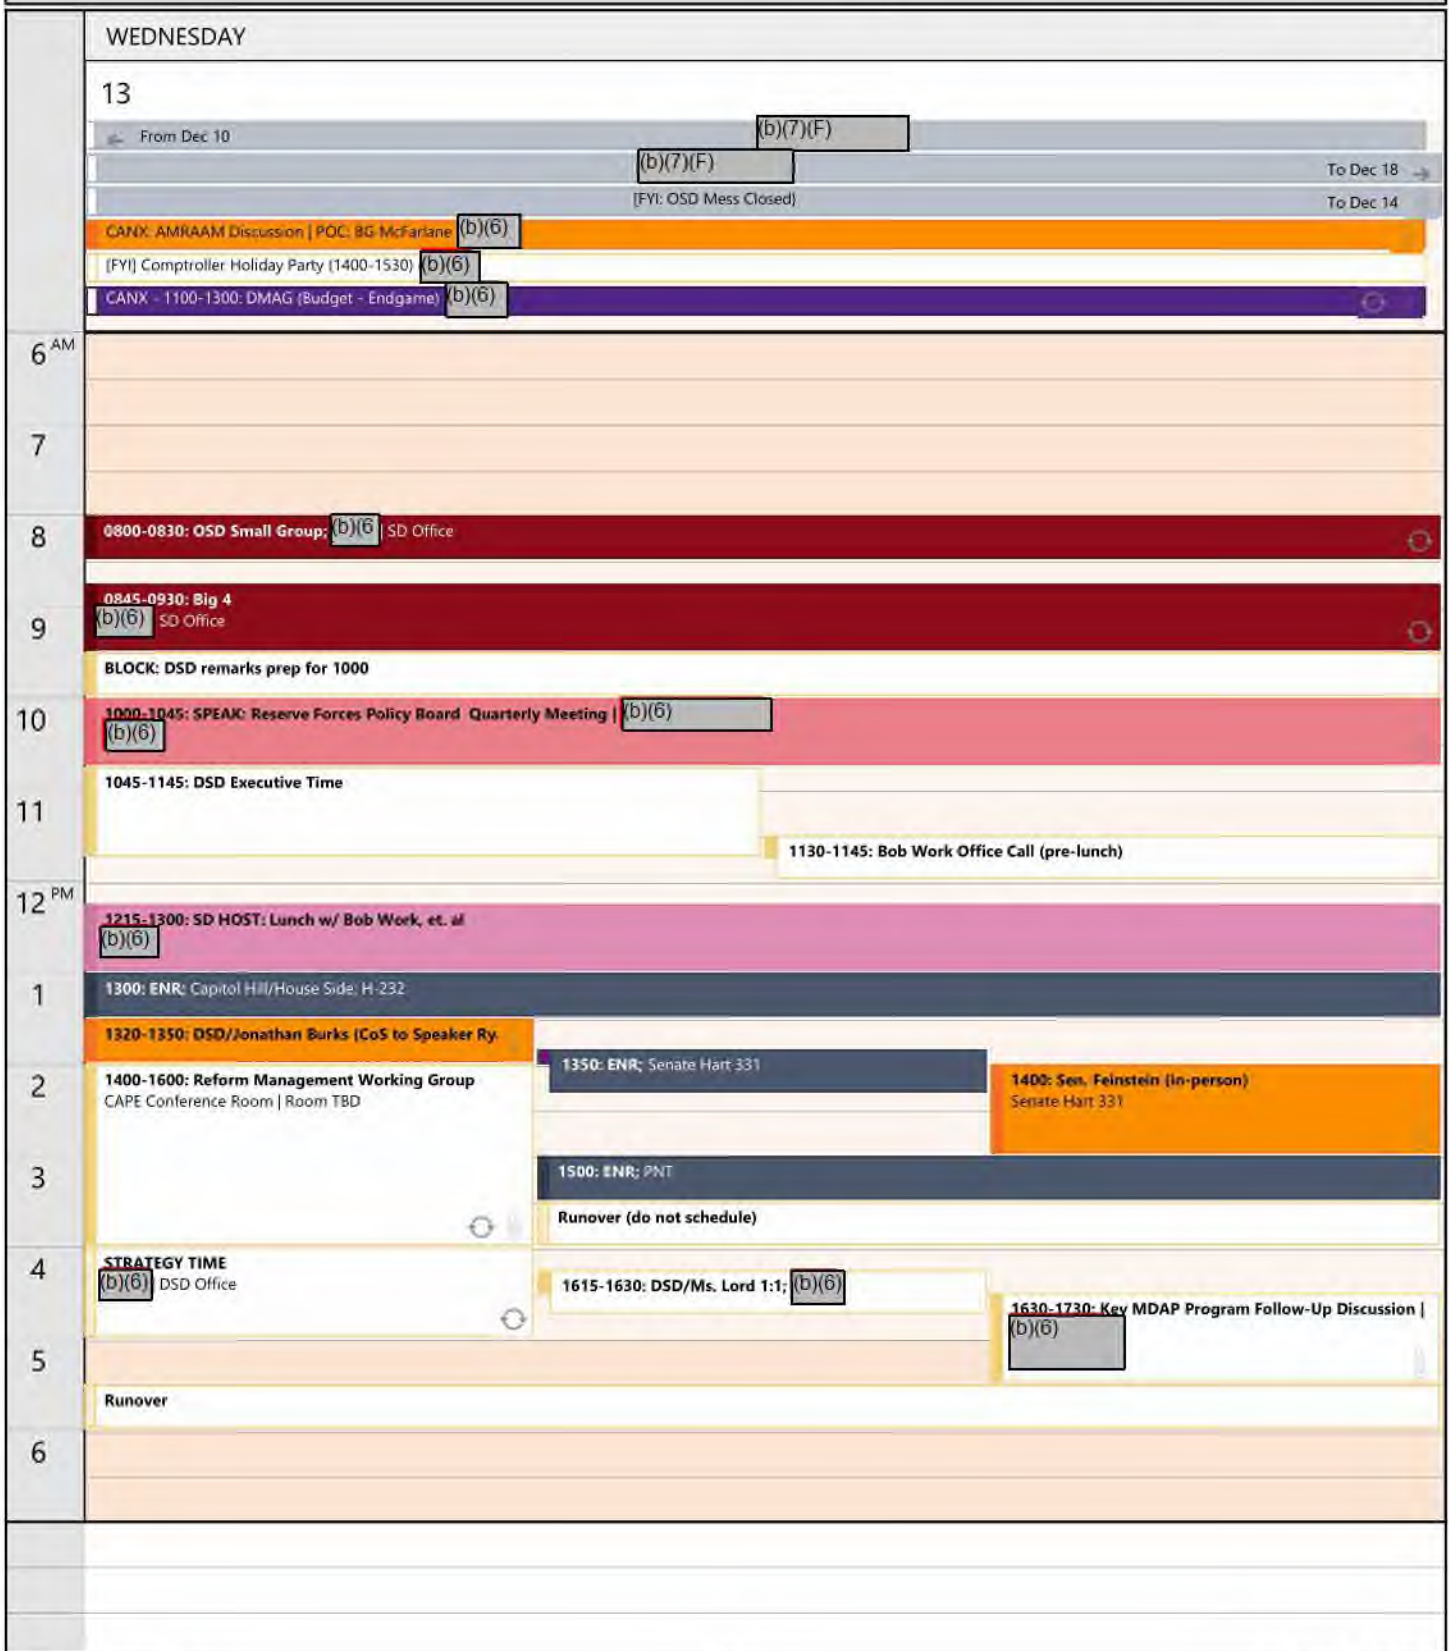 WEDNESDAY
13
From Dec 10 (b)(7)(F)
(b)(7)(F) To Dec 18
[FYI: OSD Mess Closed] To Dec 14
CANX: AMRAAM Discussion | POC: BG McFarlane (b)(6)
[FYI] Comptroller Holiday Party (1400-1530) (b)(6)
CANX - 1100-1300: DMAG (Budget - Endgame) (b)(6)
6 AM
7
8
0800-0830: OSD Small Group; (b)(6 | SD Office
0845-0930: Big 4
9
(b)(6) SD Office
BLOCK: DSD remarks prep for 1000
10
1000-1045: SPEAK: Reserve Forces Policy Board Quarterly Meeting | (b)(6)
(b)(6)
1045-1145: DSD Executive Time
11
1130-1145: Bob Work Office Call (pre-lunch)
12 PM
1215-1300: SD HOST: Lunch w/ Bob Work, et. al
(b)(6)
1
1300: ENR; Capitol Hill/House Side; H-232
1320-1350: DSD/Jonathan Burks (CoS to Speaker Ry.
1350: ENR; Senate Hart 331
2
1400-1600: Reform Management Working Group
CAPE Conference Room | Room TBD
1400: Sen. Feinstein (in-person)
Senate Hart 331
3
1500: ENR; PNT
Runover (do not schedule)
4
STRATEGY TIME
(b)(6) DSD Office
1615-1630: DSD/Ms. Lord 1:1; (b)(6)
1630-1730: Key MDAP Program Follow-Up Discussion |
(b)(6)
5
Runover
6